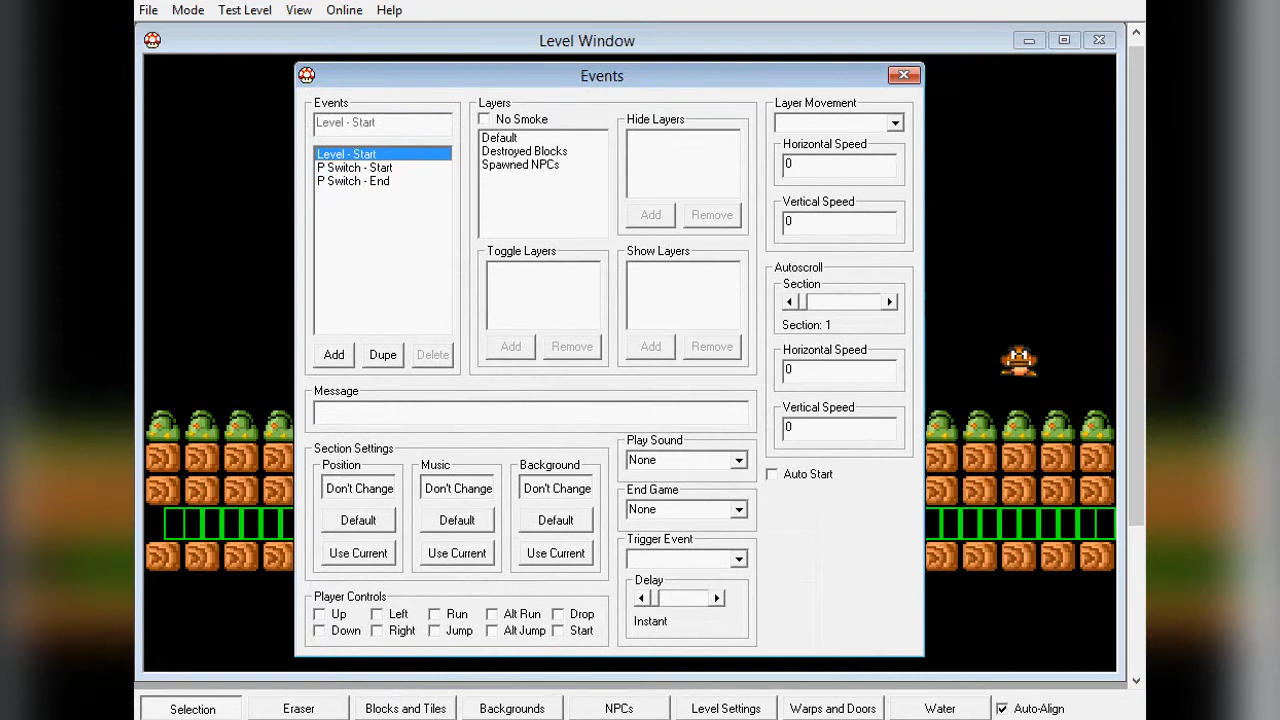 File Mode Test Level View Online Help
Level Window
Events
Events
Level - Start
Level - Start
P Switch - Start
P Switch - End
Add Dupe Delete
Layers
No Smoke
Default
Destroyed Blocks
Spawned NPCs
Hide Layers
Add Remove
Toggle Layers
Add Remove
Show Layers
Add Remove
Layer Movement
Horizontal Speed
0
Vertical Speed
0
Autoscroll
Section
Section: 1
Horizontal Speed
0
Vertical Speed
0
Auto Start
Message
Section Settings
Position Music Background
Don't Change Don't Change Don't Change
Default Default Default
Use Current Use Current Use Current
Player Controls
Up Left Run Alt Run Drop
Down Right Jump Alt Jump Start
Play Sound
None
End Game
None
Trigger Event
Delay
Instant
Selection Eraser Blocks and Tiles Backgrounds NPCs Level Settings Warps and Doors Water Auto-Align